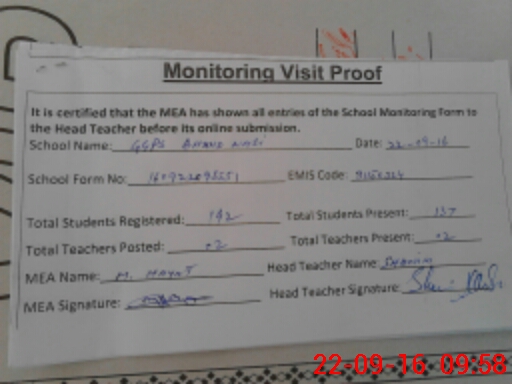 Monitoring Visit Proof
It is certified that the MEA has shown all entries of the School Monitoring Form to
the Head Teacher before its online submission.
School Name: GGPS Date: 22-09-16
School Form No: EMIS Code:
Total Students Registered: 142 Total Students Present: 137
Total Teachers Posted: 02 Total Teachers Present: 02
MEA Name: M. HAYAT Head Teacher Name: SHAMIM
MEA Signature: Head Teacher Signature:
22-09-16 09:58